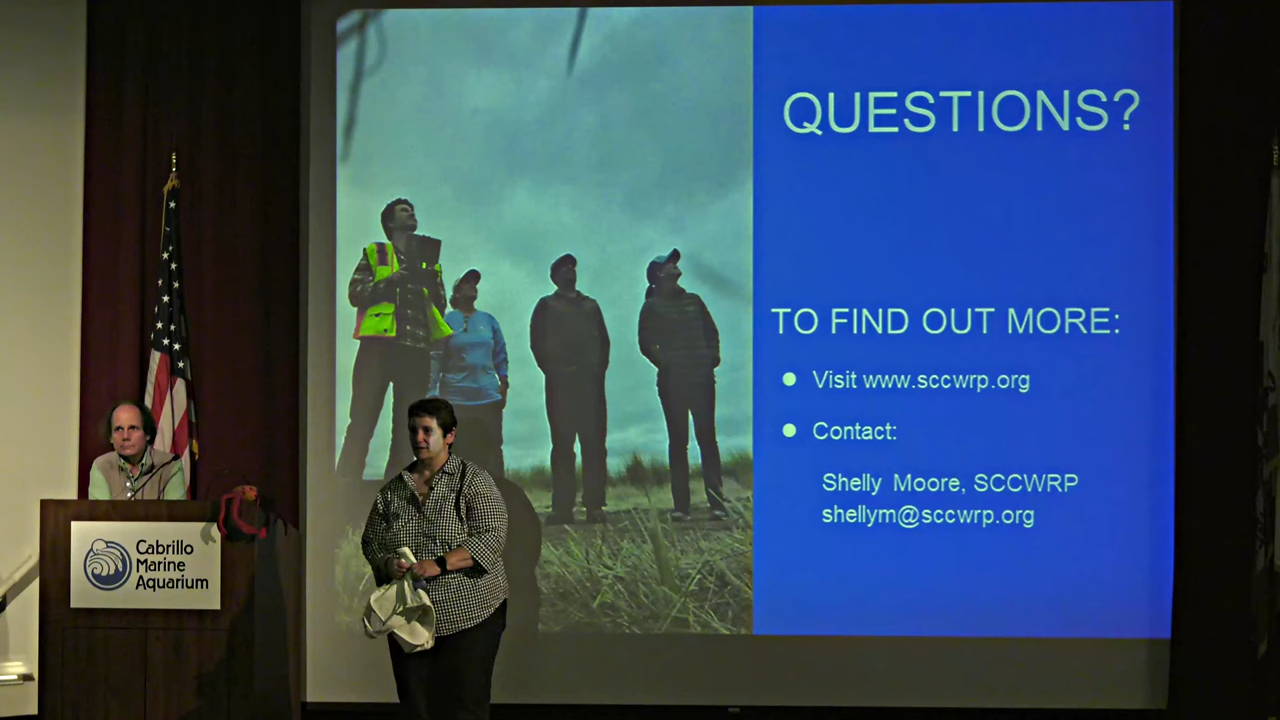 QUESTIONS?
TO FIND OUT MORE:
● Visit www.sccwrp.org
● Contact:
Shelly Moore, SCCWRP
shellym@sccwrp.org
Cabrillo
Marine
Aquarium